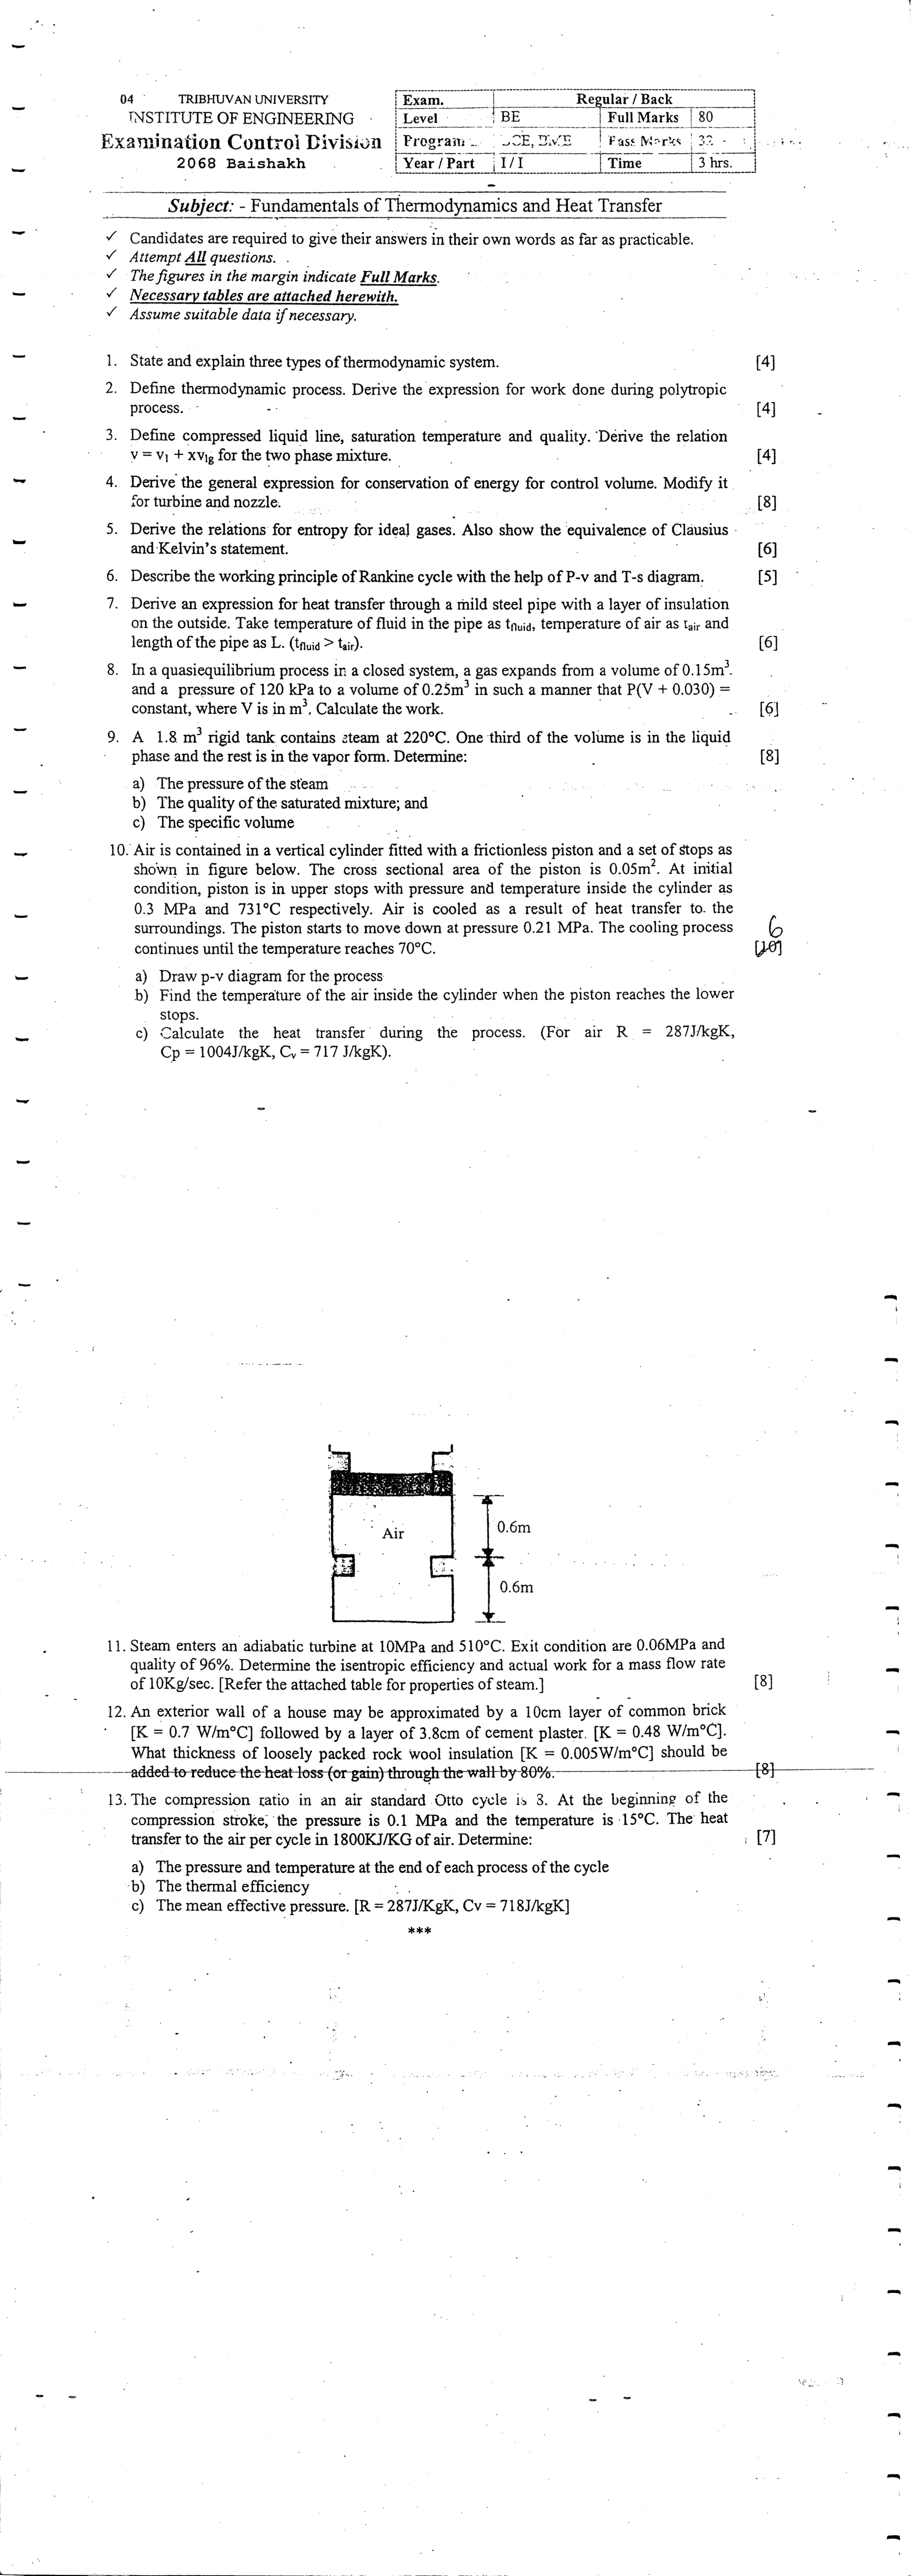 04 TRIBHUVAN UNIVERSITY
INSTITUTE OF ENGINEERING
Examination Control Division
2068 Baishakh
Exam. Regular / Back
Level BE Full Marks 80
Program BME Pass Marks
Year / Part I / I Time 3 hrs.
Subject: - Fundamentals of Thermodynamics and Heat Transfer
✓ Candidates are required to give their answers in their own words as far as practicable.
✓ Attempt All questions.
✓ The figures in the margin indicate Full Marks.
✓ Necessary tables are attached herewith.
✓ Assume suitable data if necessary.
1. State and explain three types of thermodynamic system. [4]
2. Define thermodynamic process. Derive the expression for work done during polytropic
process. [4]
3. Define compressed liquid line, saturation temperature and quality. Derive the relation
v = vl + xvlg for the two phase mixture. [4]
4. Derive the general expression for conservation of energy for control volume. Modify it
for turbine and nozzle. [8]
5. Derive the relations for entropy for ideal gases. Also show the equivalence of Clausius
and Kelvin's statement. [6]
6. Describe the working principle of Rankine cycle with the help of P-v and T-s diagram. [5]
7. Derive an expression for heat transfer through a mild steel pipe with a layer of insulation
on the outside. Take temperature of fluid in the pipe as tfluid, temperature of air as tair and
length of the pipe as L. (tfluid > tair). [6]
8. In a quasiequilibrium process in a closed system, a gas expands from a volume of 0.15m³
and a pressure of 120 kPa to a volume of 0.25m³ in such a manner that P(V + 0.030) =
constant, where V is in m³. Calculate the work. [6]
9. A 1.8 m³ rigid tank contains steam at 220°C. One third of the volume is in the liquid
phase and the rest is in the vapor form. Determine: [8]
a) The pressure of the steam
b) The quality of the saturated mixture; and
c) The specific volume
10. Air is contained in a vertical cylinder fitted with a frictionless piston and a set of stops as
shown in figure below. The cross sectional area of the piston is 0.05m². At initial
condition, piston is in upper stops with pressure and temperature inside the cylinder as
0.3 MPa and 731°C respectively. Air is cooled as a result of heat transfer to the
surroundings. The piston starts to move down at pressure 0.21 MPa. The cooling process 6
continues until the temperature reaches 70°C. [10]
a) Draw p-v diagram for the process
b) Find the temperature of the air inside the cylinder when the piston reaches the lower
stops.
c) Calculate the heat transfer during the process. (For air R = 287J/kgK,
Cp = 1004J/kgK, Cv = 717 J/kgK).
Air
0.6m
0.6m
11. Steam enters an adiabatic turbine at 10MPa and 510°C. Exit condition are 0.06MPa and
quality of 96%. Determine the isentropic efficiency and actual work for a mass flow rate
of 10Kg/sec. [Refer the attached table for properties of steam.] [8]
12. An exterior wall of a house may be approximated by a 10cm layer of common brick
[K = 0.7 W/m°C] followed by a layer of 3.8cm of cement plaster. [K = 0.48 W/m°C].
What thickness of loosely packed rock wool insulation [K = 0.005W/m°C] should be
added to reduce the heat loss (or gain) through the wall by 80%. [8]
13. The compression ratio in an air standard Otto cycle is 8. At the beginning of the
compression stroke, the pressure is 0.1 MPa and the temperature is 15°C. The heat
transfer to the air per cycle in 1800KJ/KG of air. Determine: [7]
a) The pressure and temperature at the end of each process of the cycle
b) The thermal efficiency
c) The mean effective pressure. [R = 287J/KgK, Cv = 718J/kgK]
***